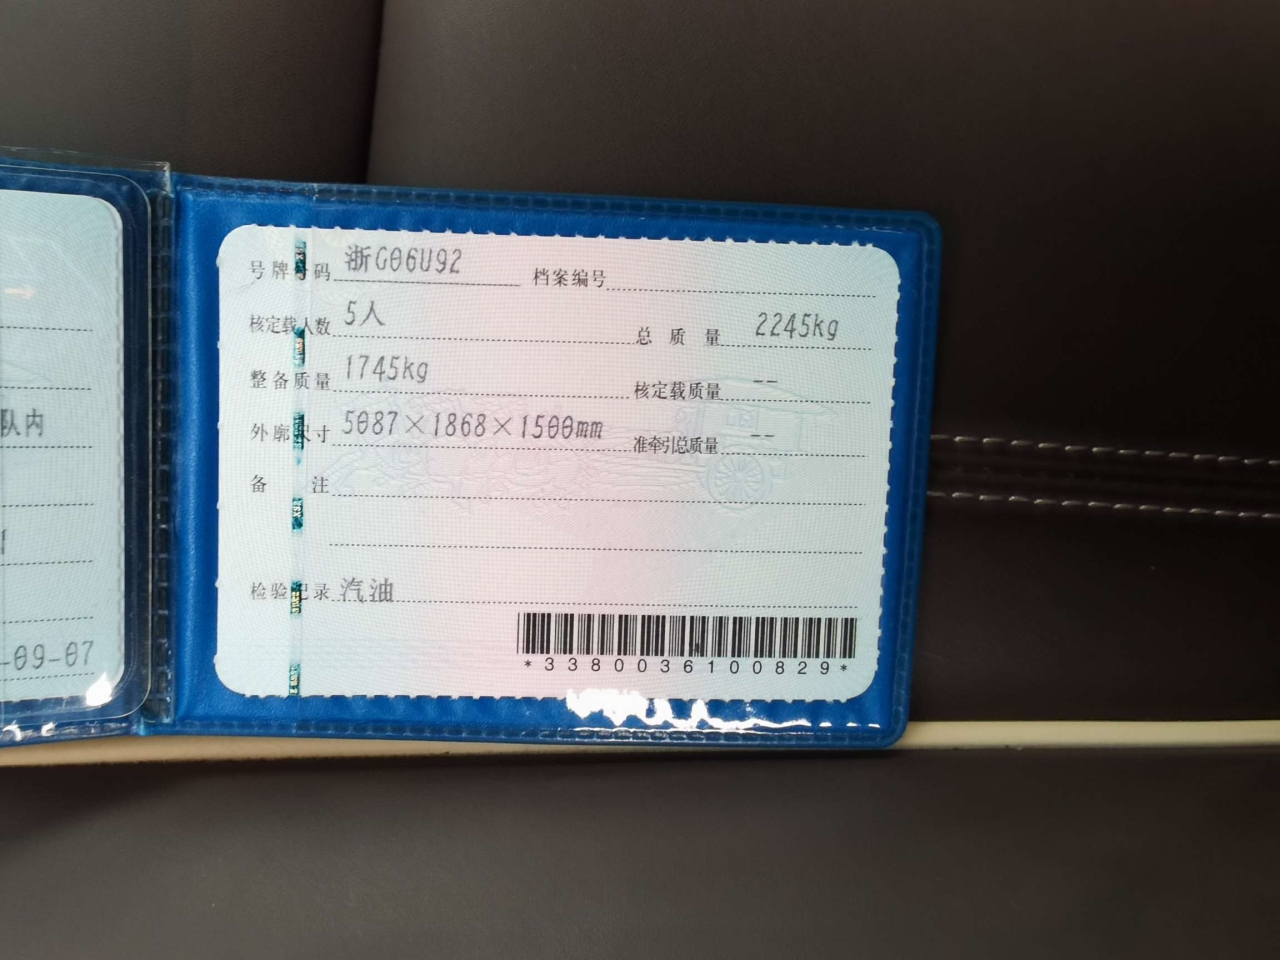 队内
-09-07
号牌号码 浙G06U92 档案编号
核定载人数 5人 总质量 2245kg
整备质量 1745kg 核定载质量 --
外廓尺寸 5087×1868×1500mm 准牵引总质量 --
备注
检验记录 汽油
*3380036100829*